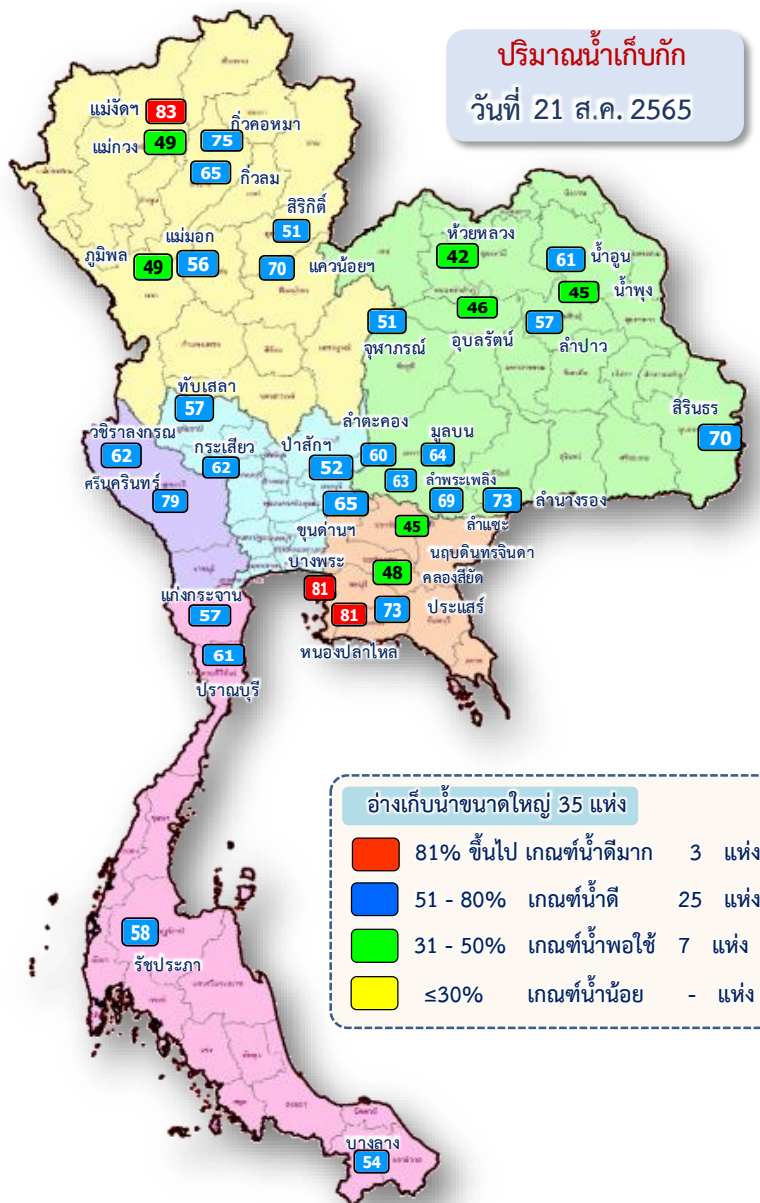 ปริมาณน้ำเก็บกัก
วันที่ 21 ส.ค. 2565
แม่งัดฯ
83
กิ่วคอหมา
75
แม่กวง
49
65
กิ่วลม
สิริกิติ์
51
แม่มอก
56
ภูมิพล
49
70
แควน้อยฯ
ห้วยหลวง
42
61
น้ำอูน
45
น้ำพุง
46
อุบลรัตน์
57
ลำปาว
51
จุฬาภรณ์
ทับเสลา
57
สิรินธร
70
วชิราลงกรณ
62
กระเสียว
62
ป่าสักฯ
52
ลำตะคอง
60
มูลบน
64
63
ลำพระเพลิง
ศรีนครินทร์
79
65
ขุนด่านฯ
69
ลำแซะ
73
ลำนางรอง
45
นฤบดินทรจินดา
บางพระ
81
48
คลองสียัด
81
หนองปลาไหล
73
ประแสร์
แก่งกระจาน
57
61
ปราณบุรี
58
รัชประภา
บางลาง
54
อ่างเก็บน้ำขนาดใหญ่ 35 แห่ง
81% ขึ้นไป เกณฑ์น้ำดีมาก 3 แห่ง
51 - 80% เกณฑ์น้ำดี 25 แห่ง
31 - 50% เกณฑ์น้ำพอใช้ 7 แห่ง
≤30% เกณฑ์น้ำน้อย - แห่ง